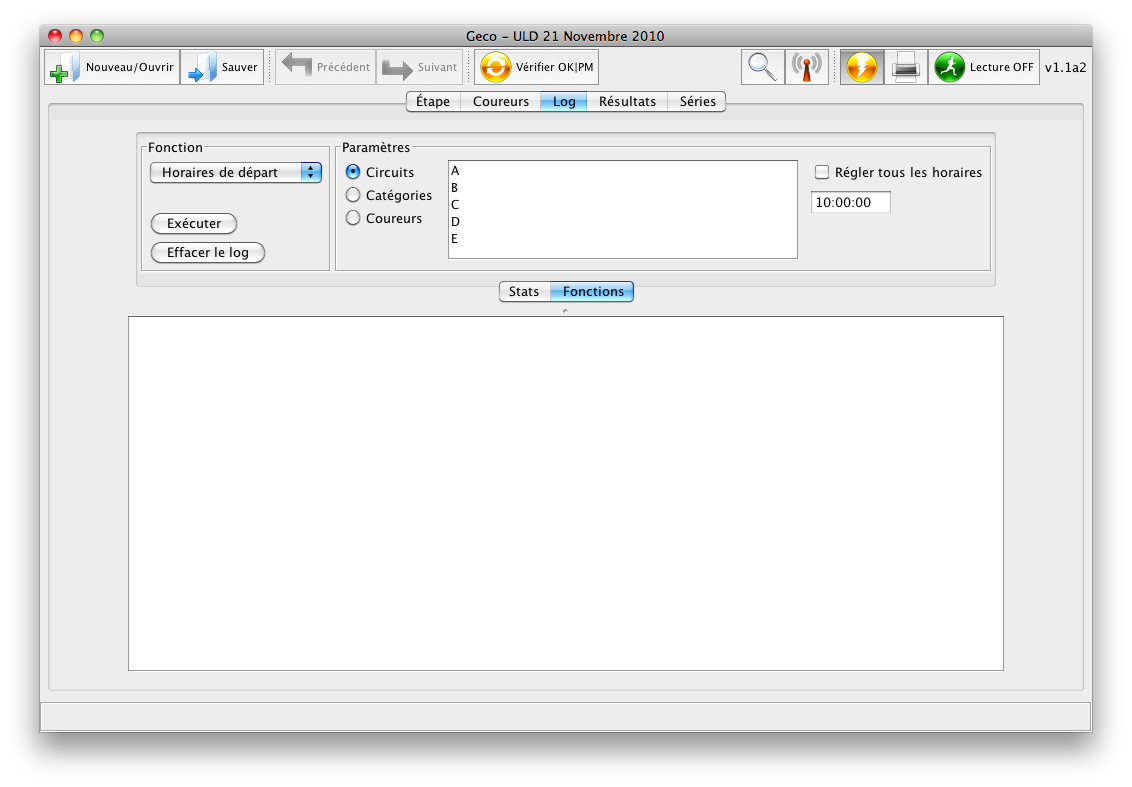 Geco – ULD 21 Novembre 2010
Nouveau/Ouvrir Sauver Précédent Suivant Vérifier OK|PM Lecture OFF v1.1a2
Étape Coureurs Log Résultats Séries
Fonction
Horaires de départ
Exécuter
Effacer le log
Paramètres
Circuits
Catégories
Coureurs
A
B
C
D
E
Régler tous les horaires
10:00:00
Stats Fonctions